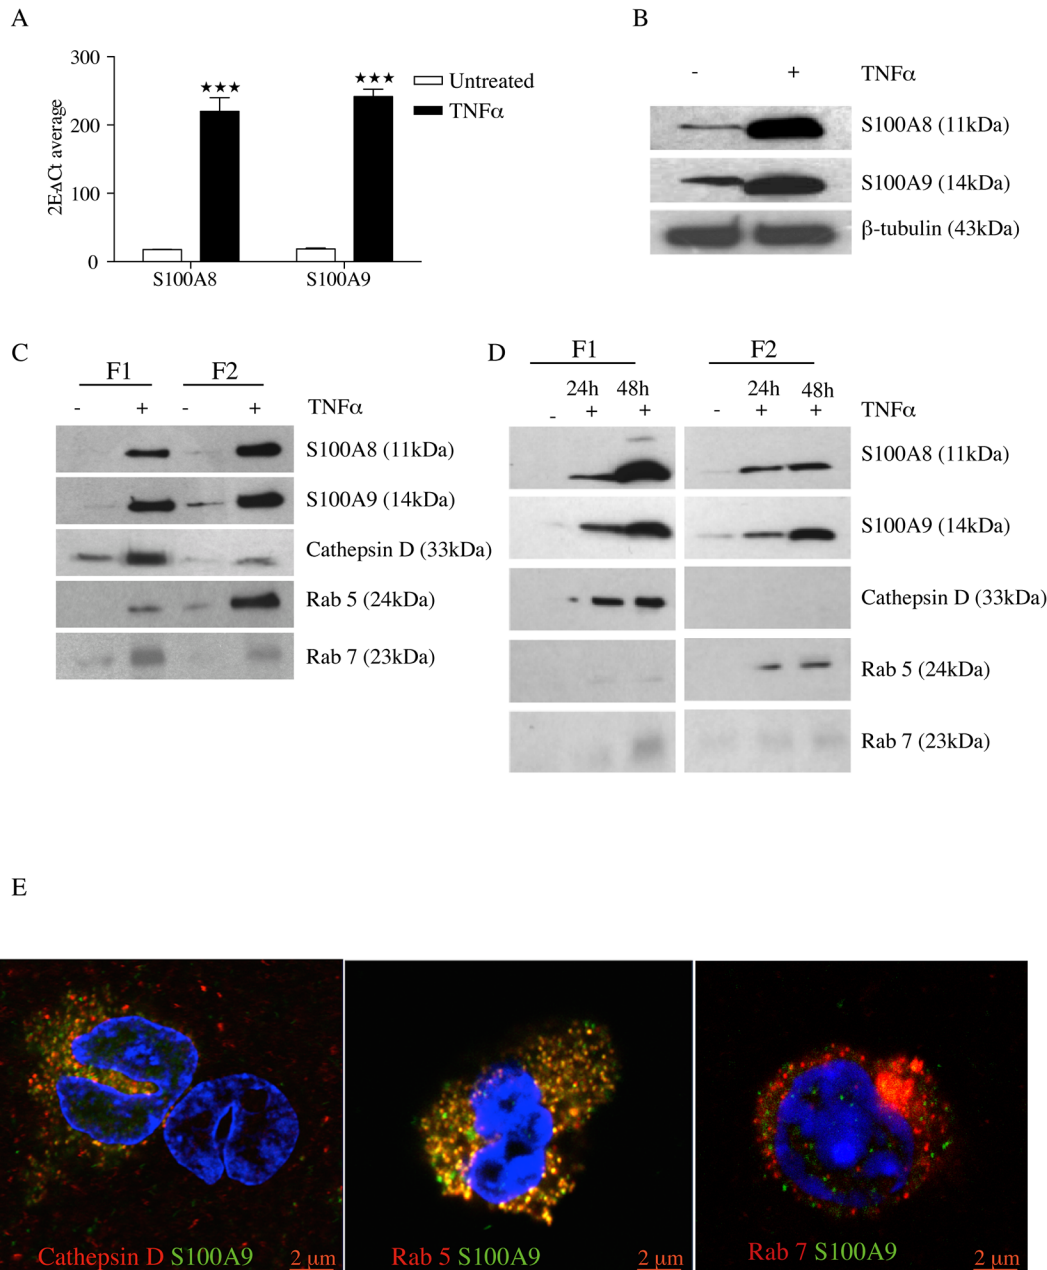 A
300
200
100
0
2E-ΔCt average
★★★
★★★
S100A8
S100A9
Untreated
TNFα
B
- + TNFα
S100A8 (11kDa)
S100A9 (14kDa)
β-tubulin (43kDa)
C
F1 F2
- + - + TNFα
S100A8 (11kDa)
S100A9 (14kDa)
Cathepsin D (33kDa)
Rab 5 (24kDa)
Rab 7 (23kDa)
D
F1 F2
24h 48h 24h 48h
- + + - + + TNFα
S100A8 (11kDa)
S100A9 (14kDa)
Cathepsin D (33kDa)
Rab 5 (24kDa)
Rab 7 (23kDa)
E
Cathepsin D S100A9 2 μm
Rab 5 S100A9 2 μm
Rab 7 S100A9 2 μm